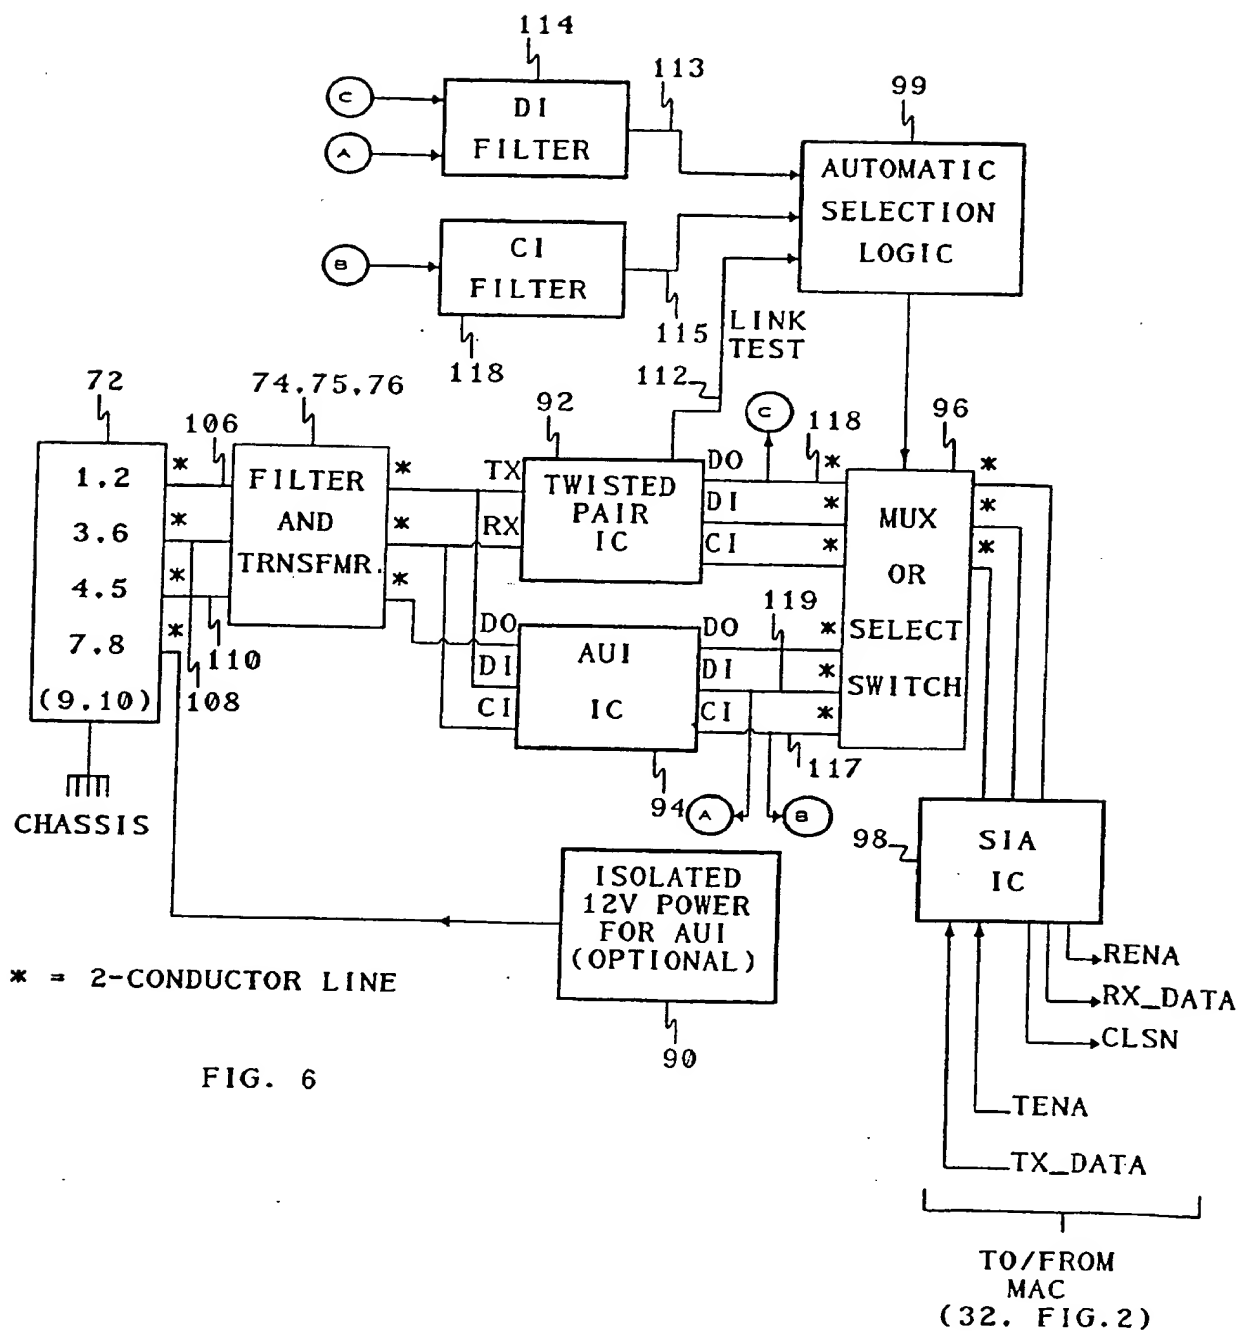 114
113
99
C
DI
FILTER
A
AUTOMATIC
SELECTION
LOGIC
B
CI
FILTER
118
115
LINK
TEST
112
72
74.75.76
92
C
118
96
106
*
1.2
3.6
4.5
7.8
(9.10)
*
*
*
FILTER
AND
TRNSFMR.
*
*
*
TX
RX
TWISTED
PAIR
IC
DO
DI
CI
*
*
*
MUX
OR
SELECT
SWITCH
*
*
*
110
108
DO
DI
CI
AUI
IC
DO
DI
CI
119
*
*
*
117
94
A
B
CHASSIS
98
SIA
IC
ISOLATED
12V POWER
FOR AUI
(OPTIONAL)
90
* = 2-CONDUCTOR LINE
RENA
RX_DATA
CLSN
TENA
TX_DATA
FIG. 6
TO/FROM
MAC
(32. FIG.2)